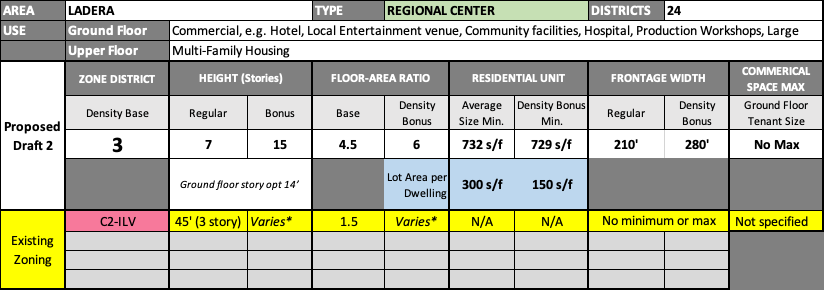 AREA LADERA TYPE REGIONAL CENTER DISTRICTS 24
USE Ground Floor Commercial, e.g. Hotel, Local Entertainment venue, Community facilities, Hospital, Production Workshops, Large
Upper Floor Multi-Family Housing
ZONE DISTRICT HEIGHT (Stories) FLOOR-AREA RATIO RESIDENTIAL UNIT FRONTAGE WIDTH COMMERICAL
SPACE MAX
Density Base Regular Bonus Base Density
Bonus Average
Size Min. Density Bonus
Min. Regular Density
Bonus Ground Floor
Tenant Size
Proposed
Draft 2
3 7 15 4.5 6 732 s/f 729 s/f 210' 280' No Max
Ground floor story opt 14' Lot Area per
Dwelling 300 s/f 150 s/f
Existing
Zoning
C2-ILV 45' (3 story) Varies* 1.5 Varies* N/A N/A No minimum or max Not specified